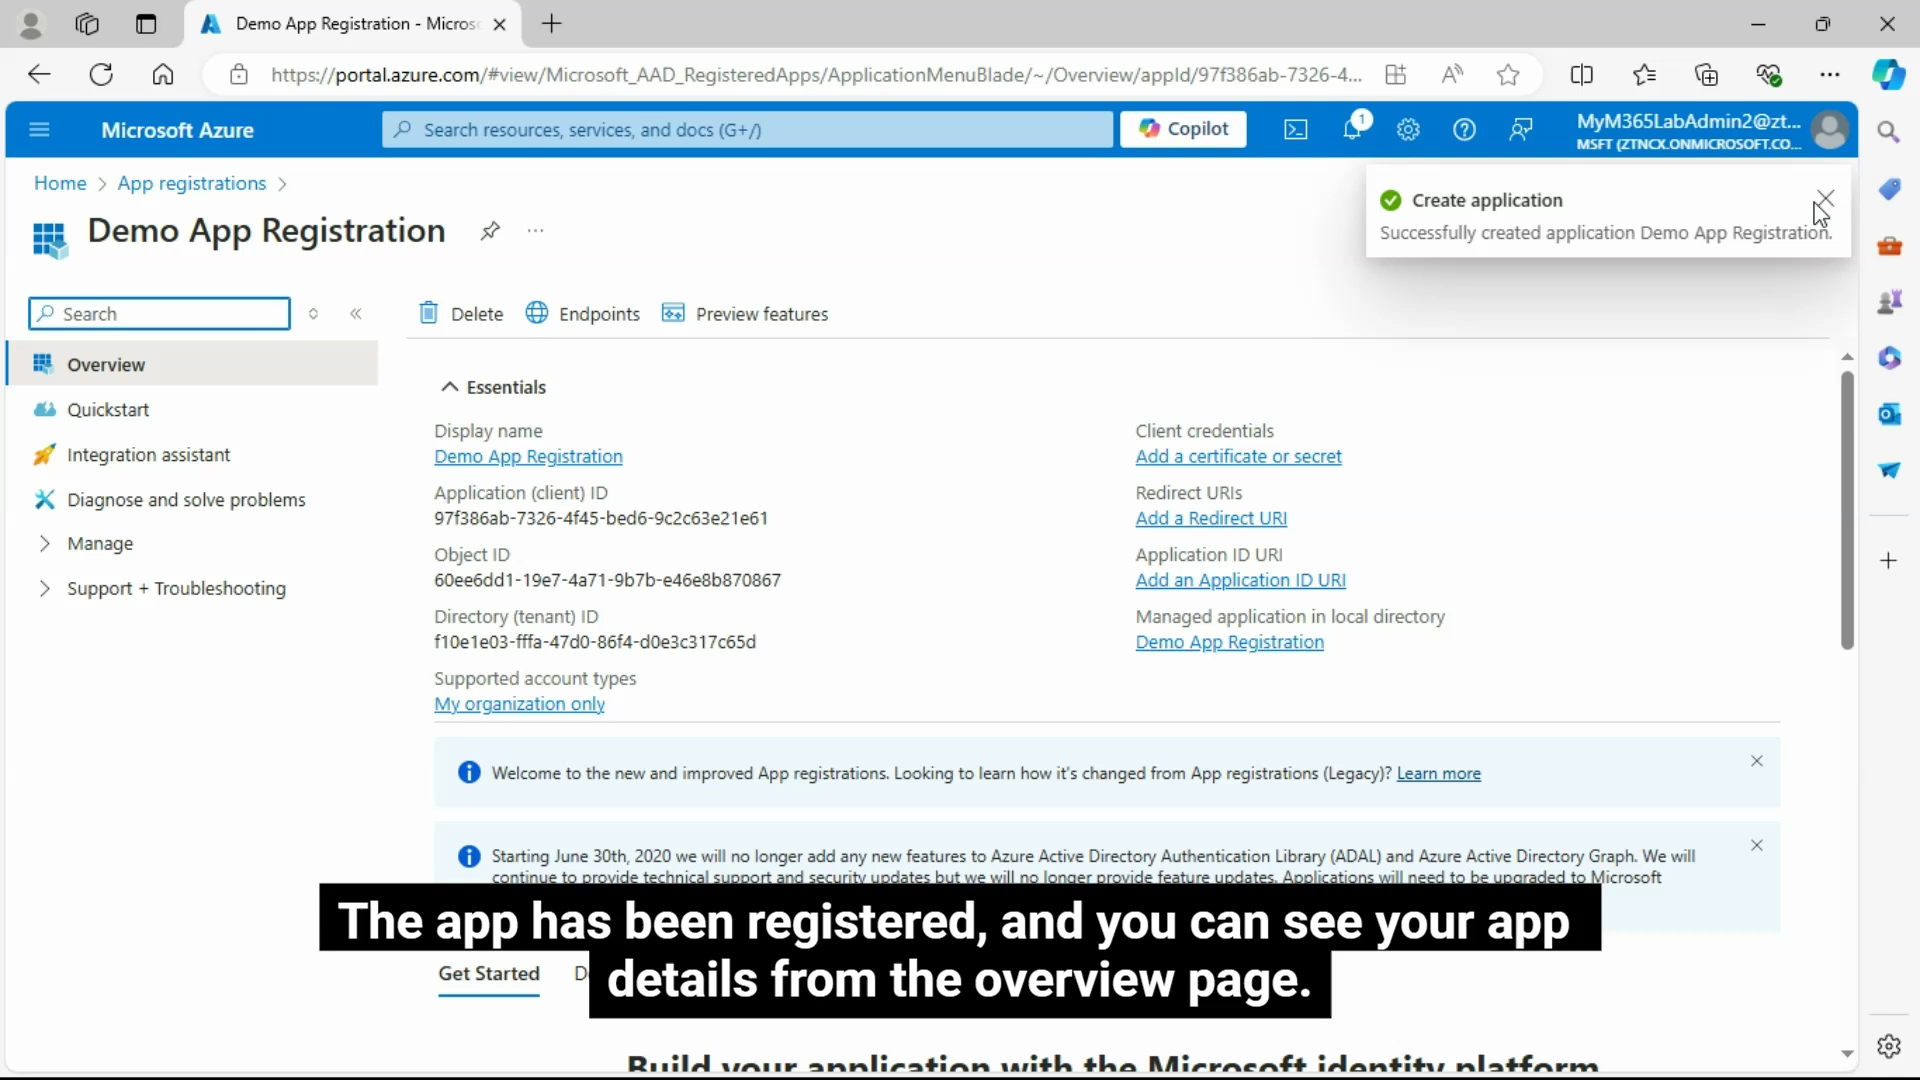 Demo App Registration - Micros
https://portal.azure.com/#view/Microsoft_AAD_RegisteredApps/ApplicationMenuBlade/~/Overview/appId/97f386ab-7326-4...
Microsoft Azure
Search resources, services, and docs (G+/)
Copilot
1
MyM365LabAdmin2@zt...
MSFT (ZTNCX.ONMICROSOFT.CO...
Home > App registrations >
Demo App Registration
...
Create application
Successfully created application Demo App Registration.
Search
Delete
Endpoints
Preview features
Overview
Quickstart
Integration assistant
Diagnose and solve problems
Manage
Support + Troubleshooting
Essentials
Display name
Demo App Registration
Application (client) ID
97f386ab-7326-4f45-bed6-9c2c63e21e61
Object ID
60ee6dd1-19e7-4a71-9b7b-e46e8b870867
Directory (tenant) ID
f10e1e03-fffa-47d0-86f4-d0e3c317c65d
Supported account types
My organization only
Client credentials
Add a certificate or secret
Redirect URIs
Add a Redirect URI
Application ID URI
Add an Application ID URI
Managed application in local directory
Demo App Registration
Welcome to the new and improved App registrations. Looking to learn how it's changed from App registrations (Legacy)? Learn more
Starting June 30th, 2020 we will no longer add any new features to Azure Active Directory Authentication Library (ADAL) and Azure Active Directory Graph. We will
continue to provide technical support and security updates but we will no longer provide feature updates. Applications will need to be upgraded to Microsoft
The app has been registered, and you can see your app
details from the overview page.
Get Started
Build your application with the Microsoft identity platform